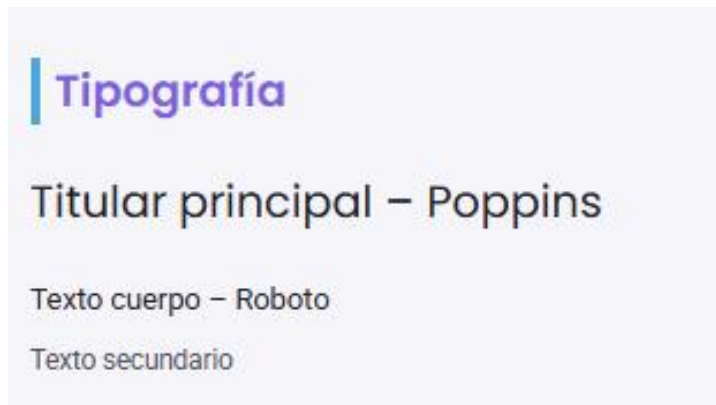 Tipografía
Titular principal – Poppins
Texto cuerpo – Roboto
Texto secundario